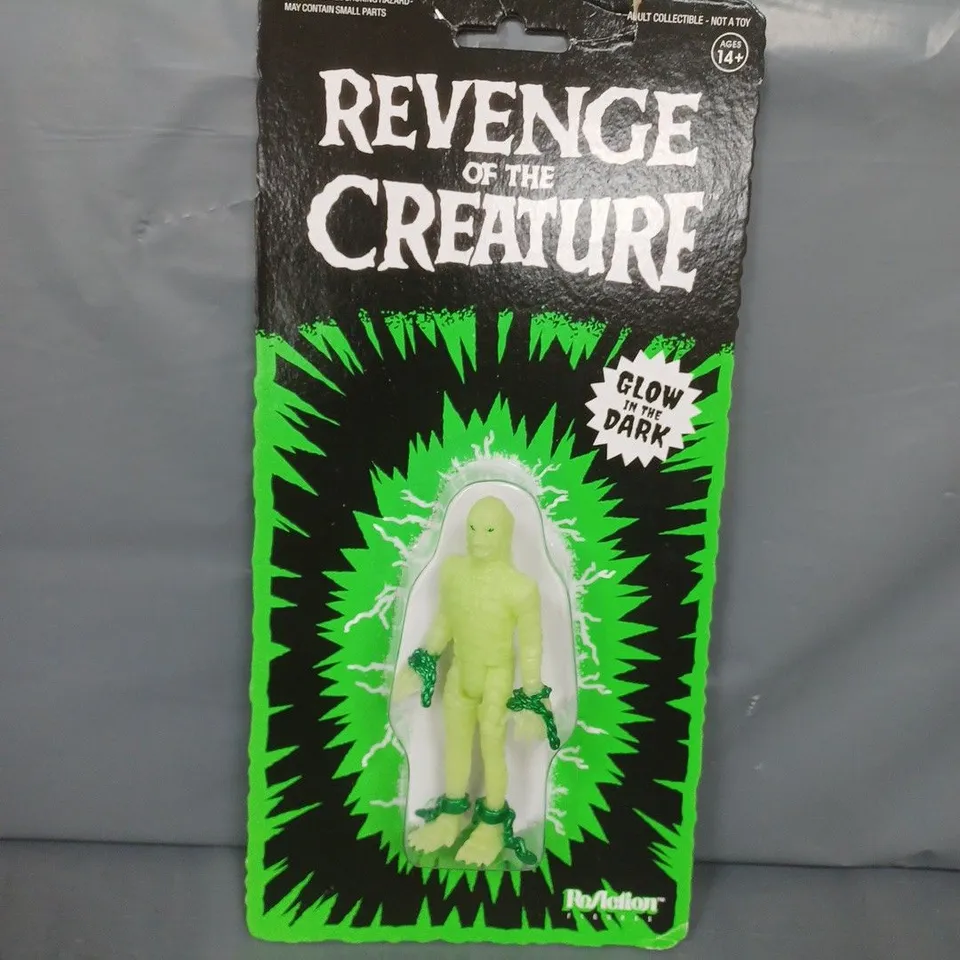 MAY CONTAIN SMALL PARTS
ADULT COLLECTIBLE - NOT A TOY
AGES
14+
REVENGE
OF THE
CREATURE
GLOW
IN THE
DARK
ReAction
FIGURES